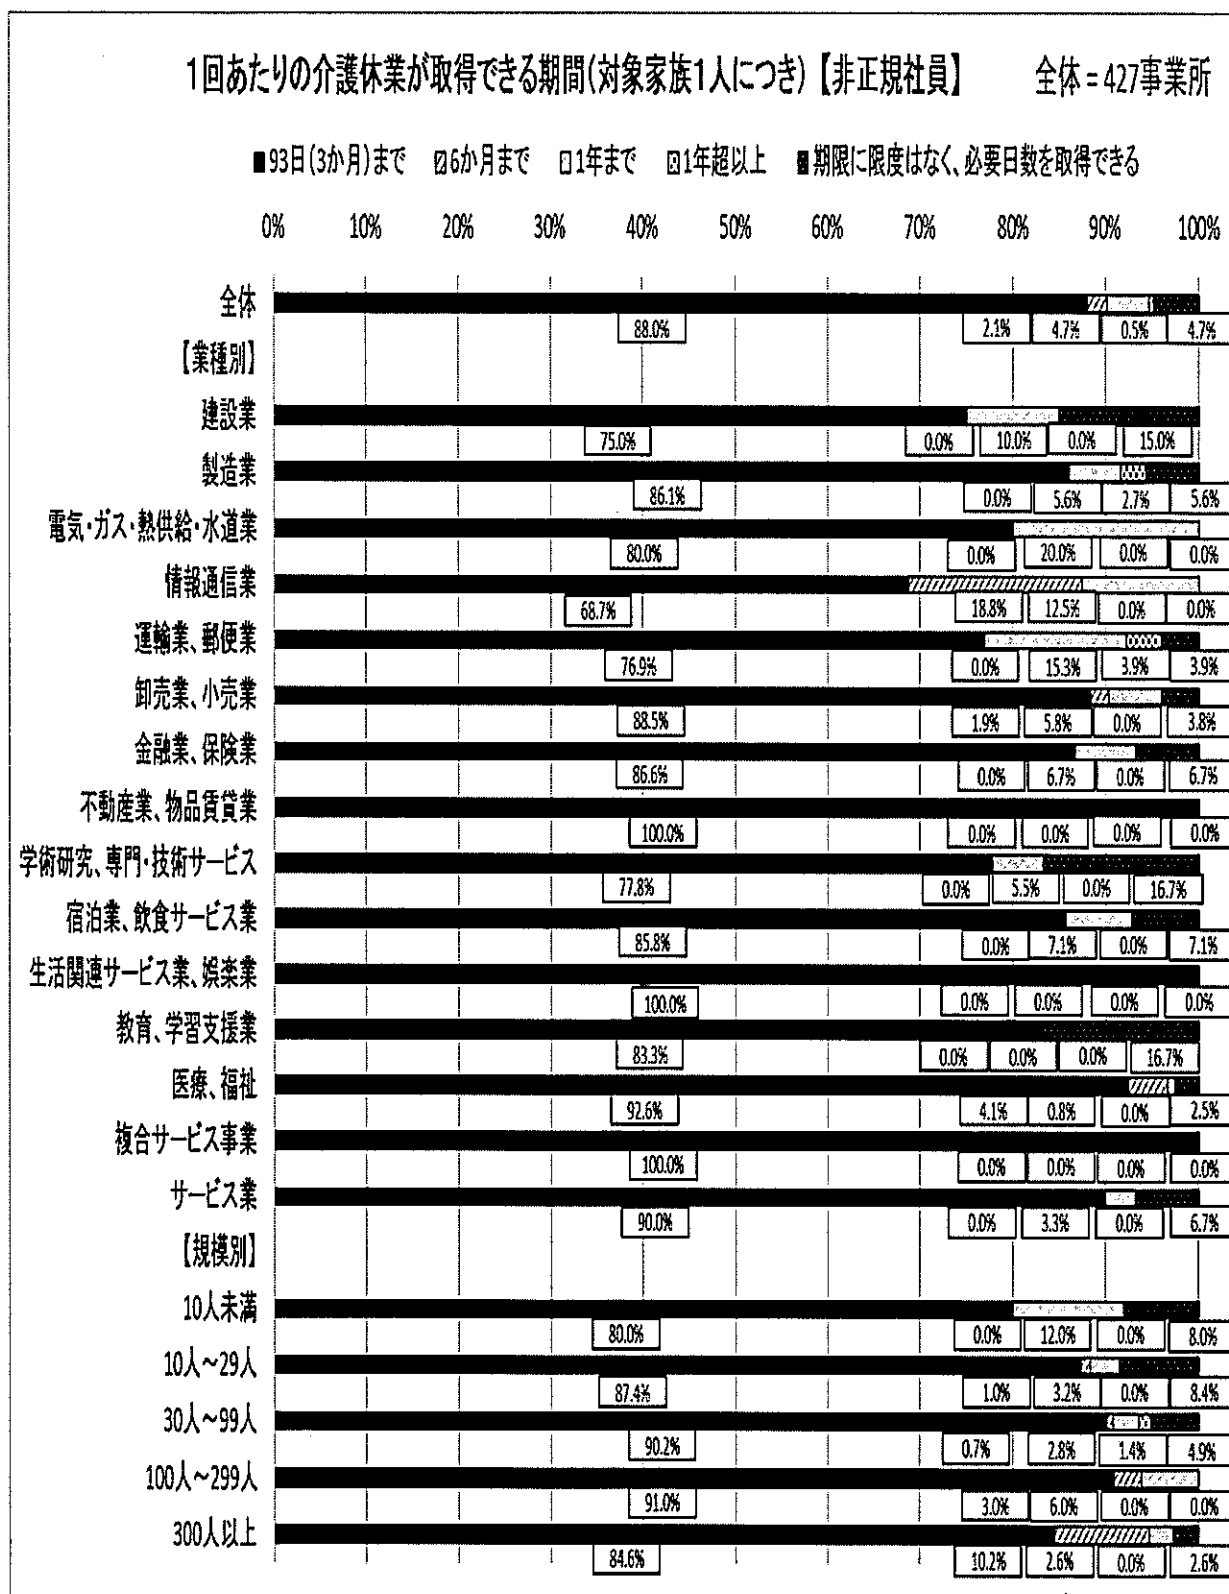 1回あたりの介護休業が取得できる期間(対象家族1人につき)【非正規社員】 全体=427事業所
■93日(3か月)まで 6か月まで 1年まで 1年超以上 期限に限度はなく、必要日数を取得できる
0% 10% 20% 30% 40% 50% 60% 70% 80% 90% 100%
全体
88.0% 2.1% 4.7% 0.5% 4.7%
【業種別】
建設業
75.0% 0.0% 10.0% 0.0% 15.0%
製造業
86.1% 0.0% 5.6% 2.7% 5.6%
電気・ガス・熱供給・水道業
80.0% 0.0% 20.0% 0.0% 0.0%
情報通信業
68.7% 18.8% 12.5% 0.0% 0.0%
運輸業、郵便業
76.9% 0.0% 15.3% 3.9% 3.9%
卸売業、小売業
88.5% 1.9% 5.8% 0.0% 3.8%
金融業、保険業
86.6% 0.0% 6.7% 0.0% 6.7%
不動産業、物品賃貸業
100.0% 0.0% 0.0% 0.0% 0.0%
学術研究、専門・技術サービス
77.8% 0.0% 5.5% 0.0% 16.7%
宿泊業、飲食サービス業
85.8% 0.0% 7.1% 0.0% 7.1%
生活関連サービス業、娯楽業
100.0% 0.0% 0.0% 0.0% 0.0%
教育、学習支援業
83.3% 0.0% 0.0% 0.0% 16.7%
医療、福祉
92.6% 4.1% 0.8% 0.0% 2.5%
複合サービス事業
100.0% 0.0% 0.0% 0.0% 0.0%
サービス業
90.0% 0.0% 3.3% 0.0% 6.7%
【規模別】
10人未満
80.0% 0.0% 12.0% 0.0% 8.0%
10人～29人
87.4% 1.0% 3.2% 0.0% 8.4%
30人～99人
90.2% 0.7% 2.8% 1.4% 4.9%
100人～299人
91.0% 3.0% 6.0% 0.0% 0.0%
300人以上
84.6% 10.2% 2.6% 0.0% 2.6%